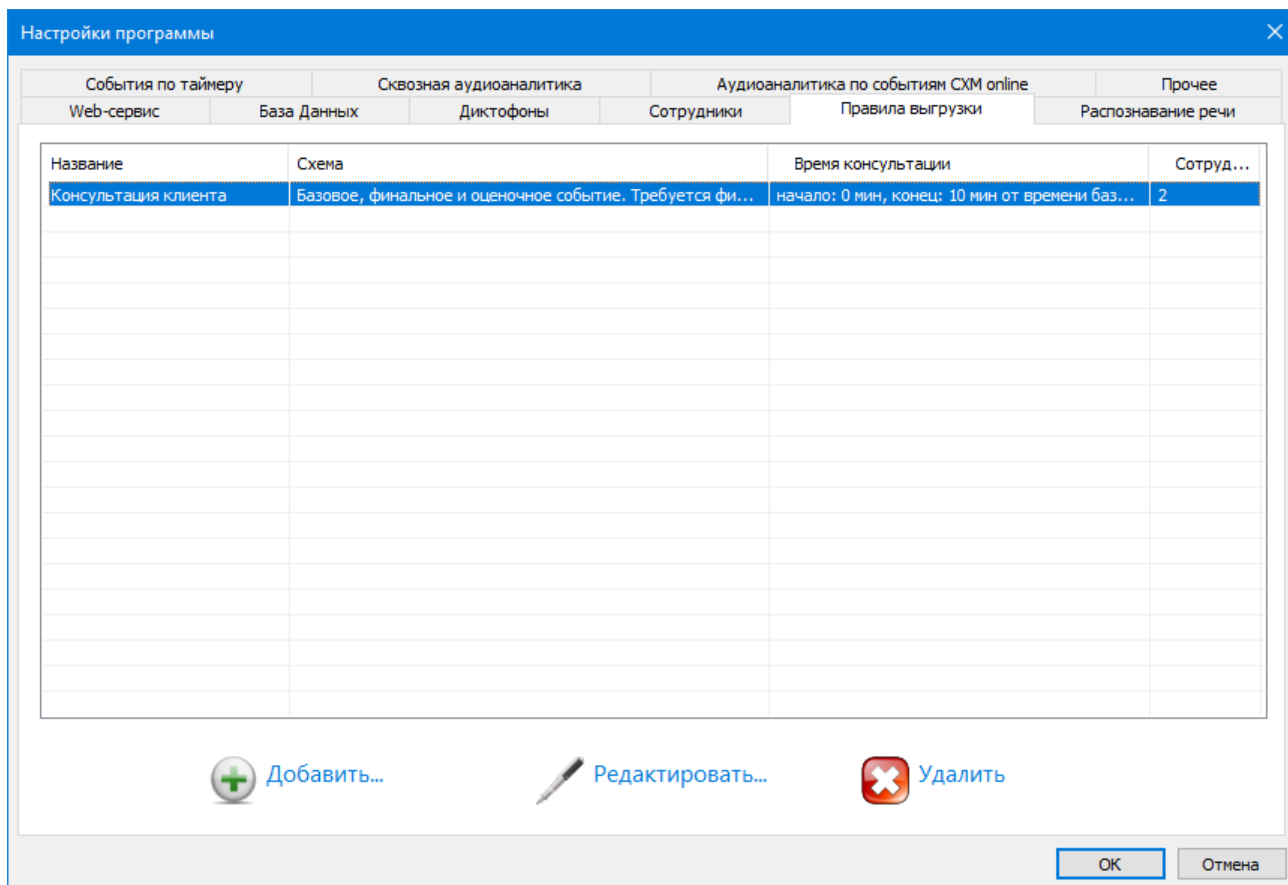 Настройки программы
События по таймеру Сквозная аудиоаналитика Аудиоаналитика по событиям CXM online Прочее
Web-сервис База Данных Диктофоны Сотрудники Правила выгрузки Распознавание речи
Название Схема Время консультации Сотруд...
Консультация клиента Базовое, финальное и оценочное событие. Требуется фи... начало: 0 мин, конец: 10 мин от времени баз... 2
Добавить... Редактировать... Удалить
OK Отмена